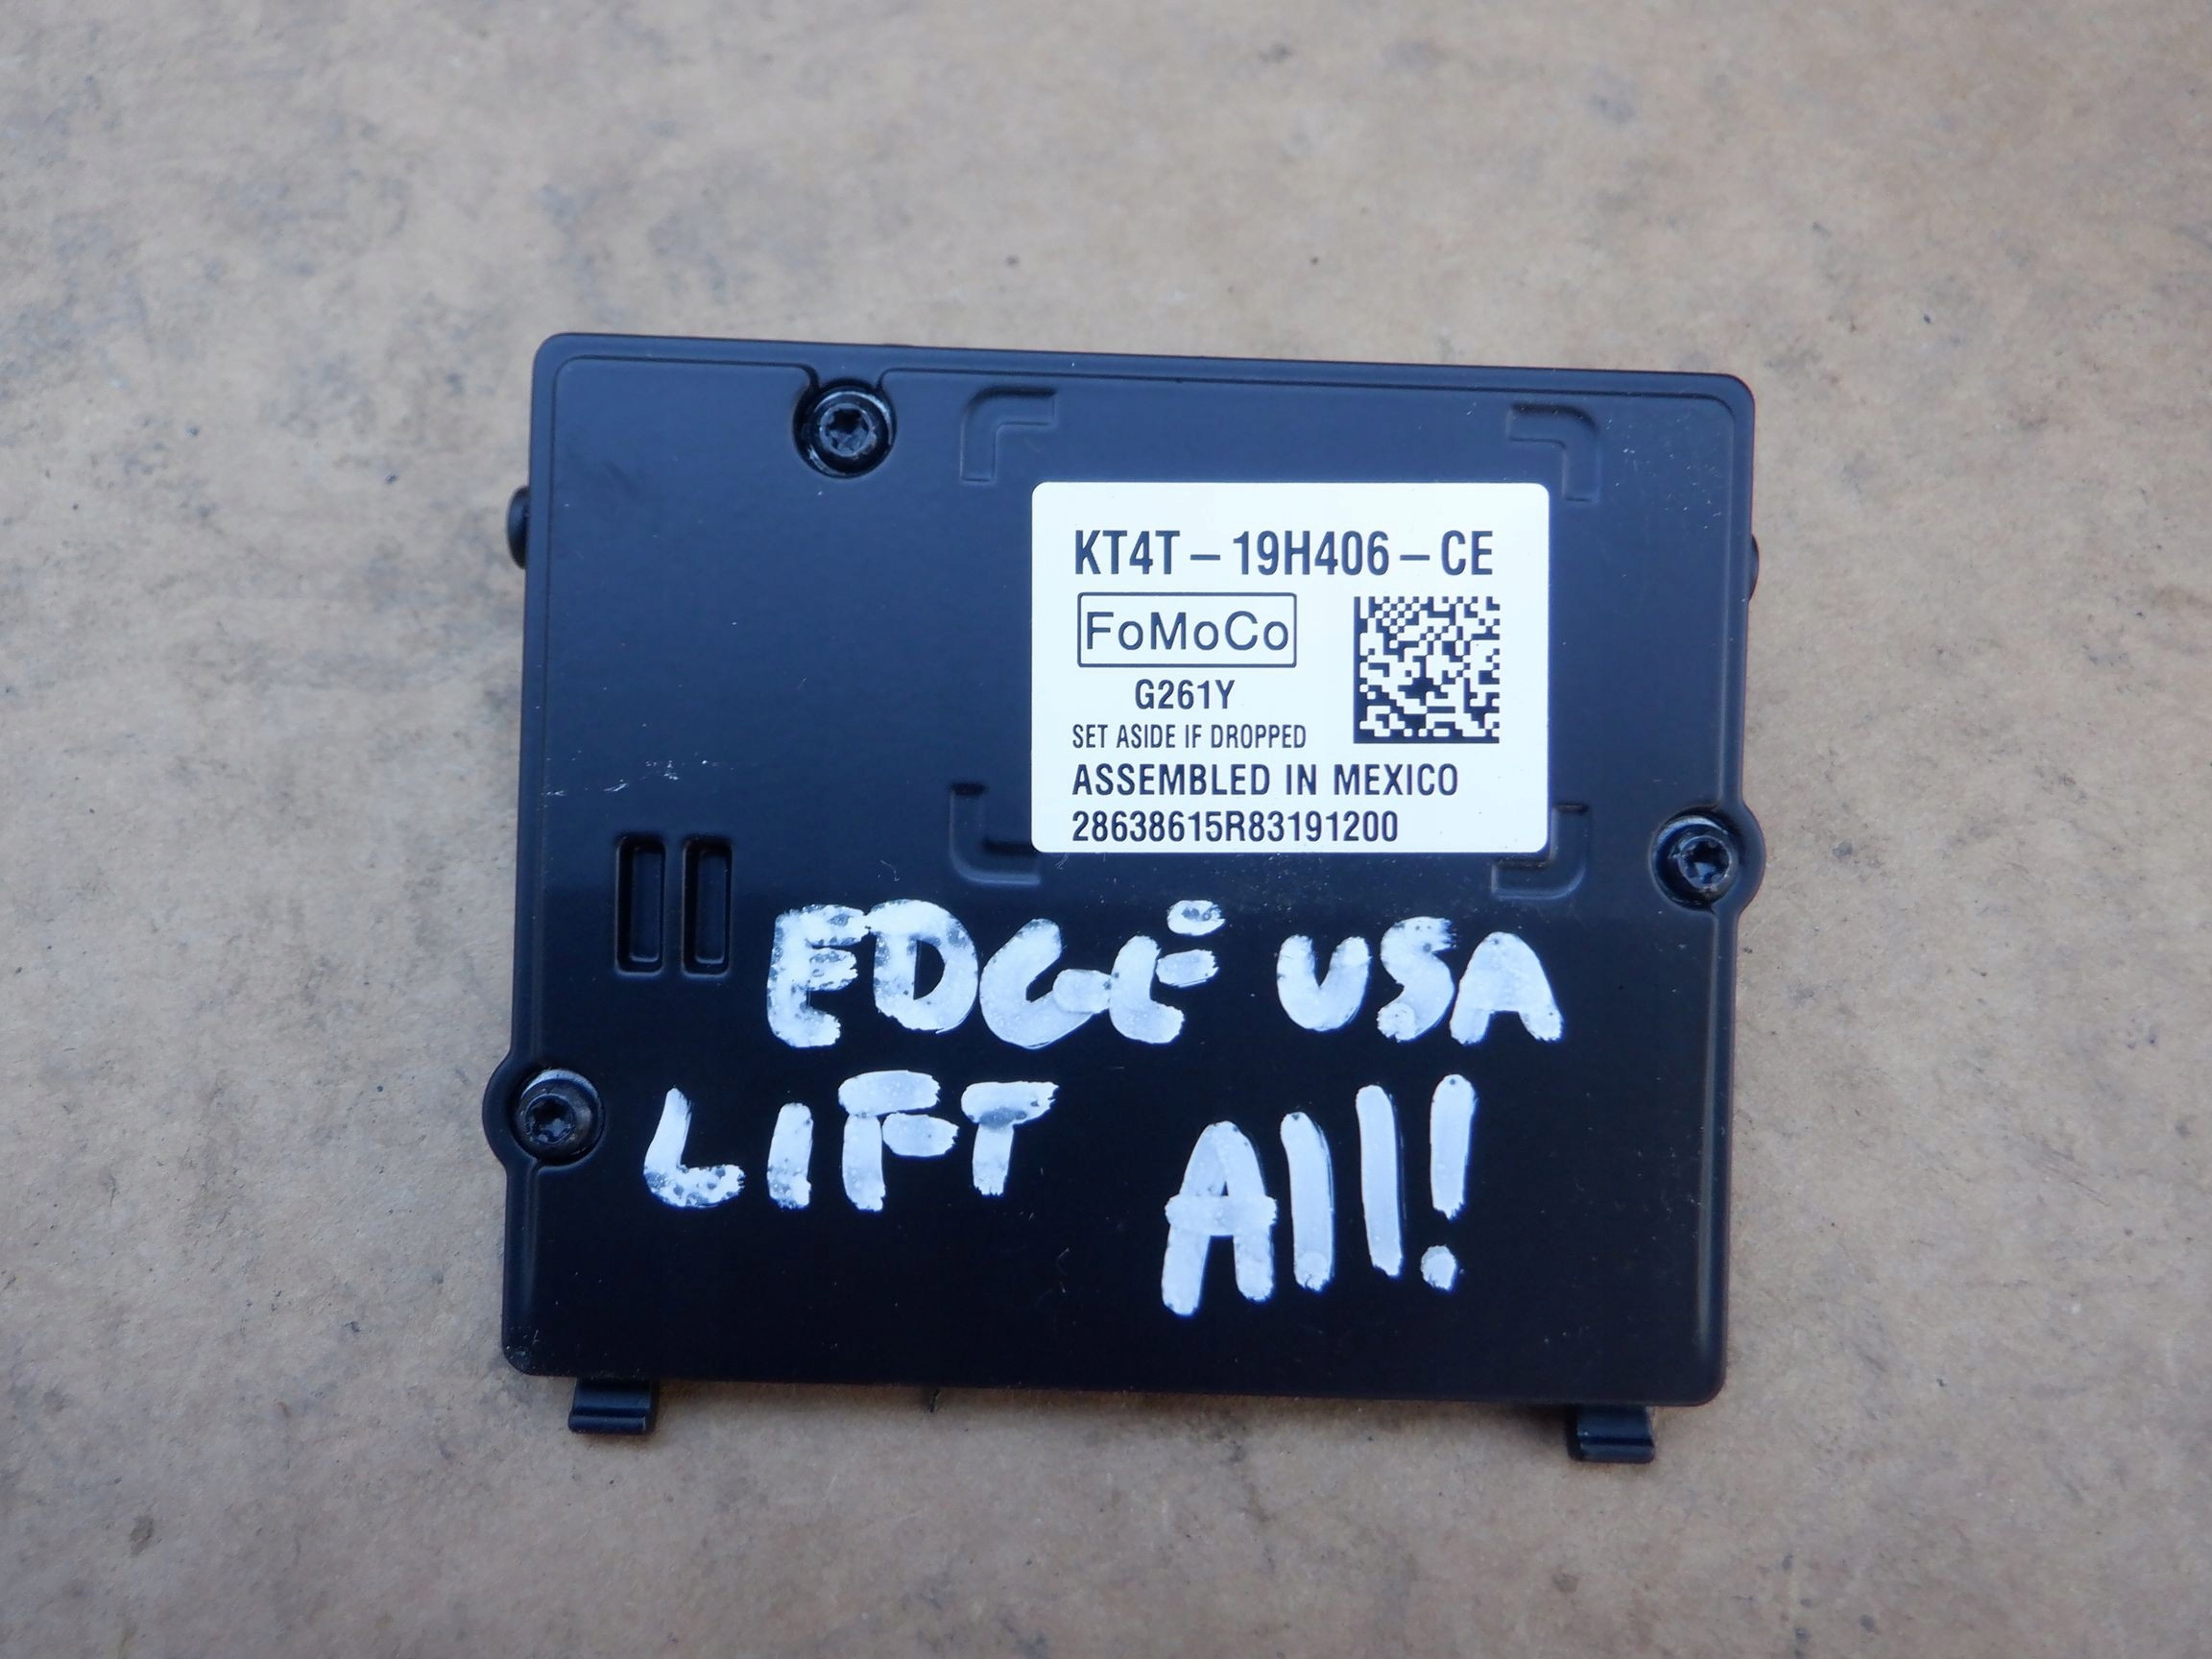 KT4T – 19H406 – CE
FoMoCo
G261Y
SET ASIDE IF DROPPED
ASSEMBLED IN MEXICO
28638615R83191200
EDGE USA
LIFT All!